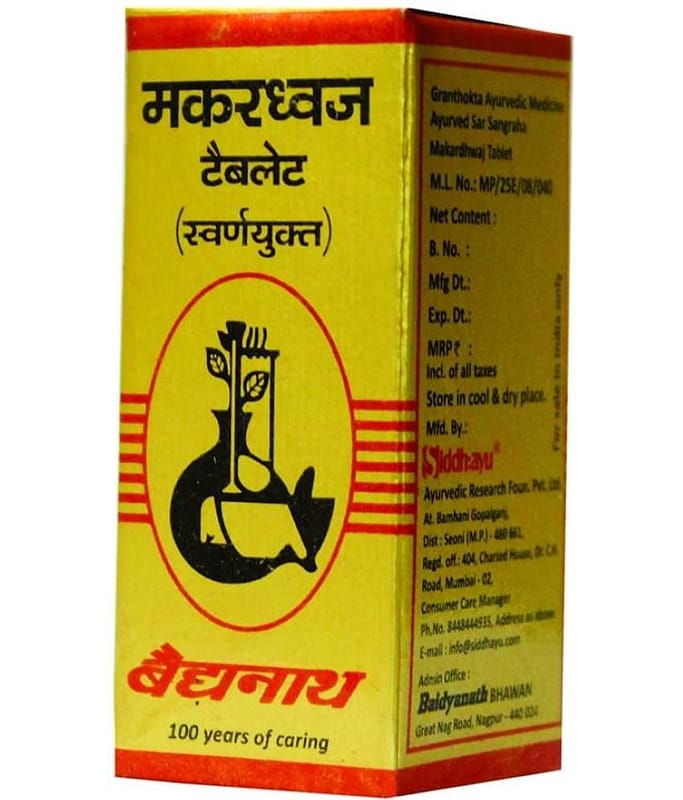 मकरध्वज
टैबलेट
(स्वर्णयुक्त)
बैद्यनाथ
100 years of caring
Granthokta Ayurvedic Medicine
Ayurved Sar Sangraha
Makardhwaj Tablet
M.L. No.: MP/25E/08/040
Net Content :
B. No. :
Mfg Dt.:
Exp. Dt.:
MRP₹ :
Incl. of all taxes
Store in cool & dry place.
Mfd. By.:
Siddhayu®
Ayurvedic Research Foun. Pvt. Ltd.
At. Bamhani Gopalganj,
Dist : Seoni (M.P.) - 480 661,
Regd. off.: 404, Charted House, Dr. C.H.
Road, Mumbai - 02,
Consumer Care Manager
Ph.No. 8448444935, Address as above
E-mail : info@siddhayu.com
Admin Office :
Baidyanath BHAWAN
Great Nag Road, Nagpur - 440 024
For sale in India only